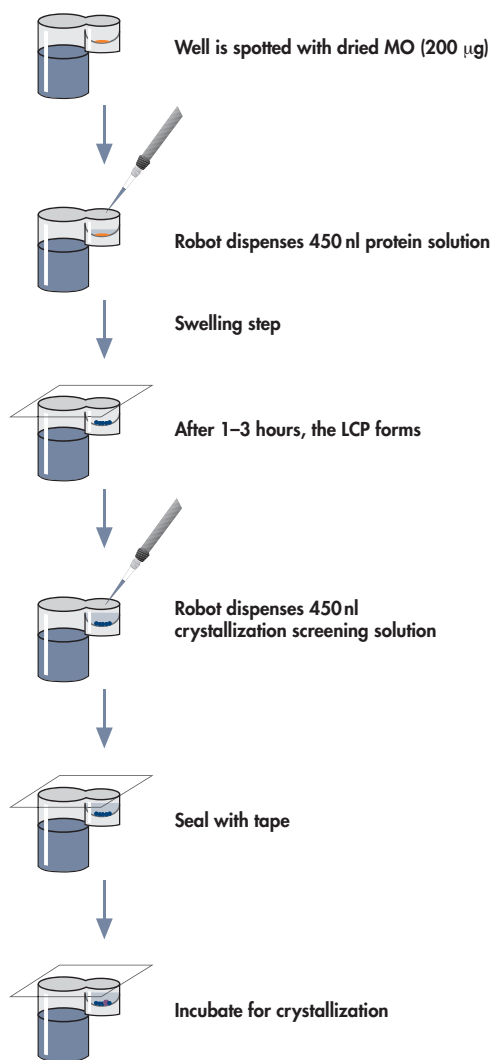 Well is spotted with dried MO (200 µg)
Robot dispenses 450 nl protein solution
Swelling step
After 1–3 hours, the LCP forms
Robot dispenses 450 nl
crystallization screening solution
Seal with tape
Incubate for crystallization